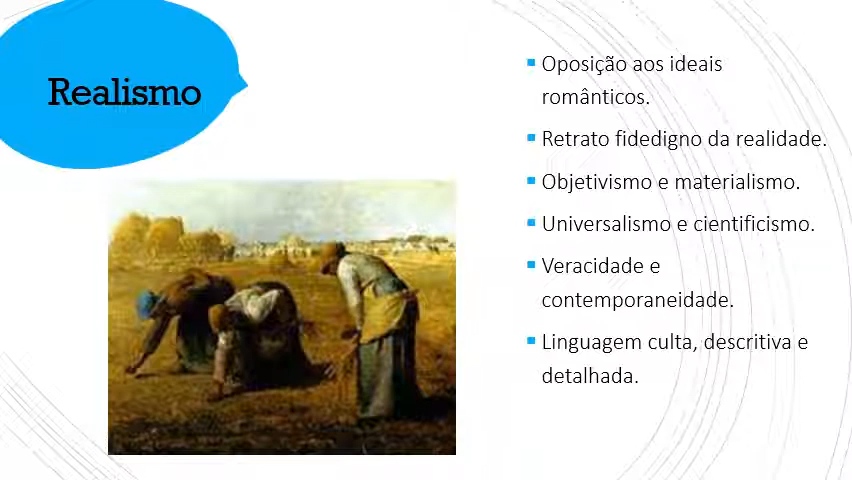 Realismo
Oposição aos ideais
românticos.
Retrato fidedigno da realidade.
Objetivismo e materialismo.
Universalismo e cientificismo.
Veracidade e
contemporaneidade.
Linguagem culta, descritiva e
detalhada.